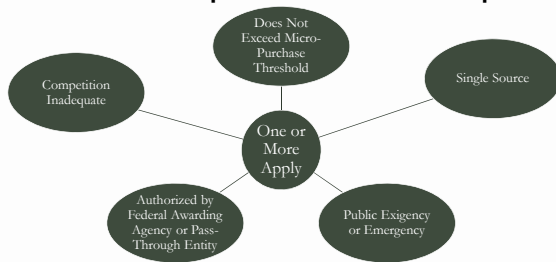 Does Not
Exceed Micro-
Purchase
Threshold
Competition
Inadequate
Single Source
One or
More
Apply
Authorized by
Federal Awarding
Agency or Pass-
Through Entity
Public Exigency
or Emergency